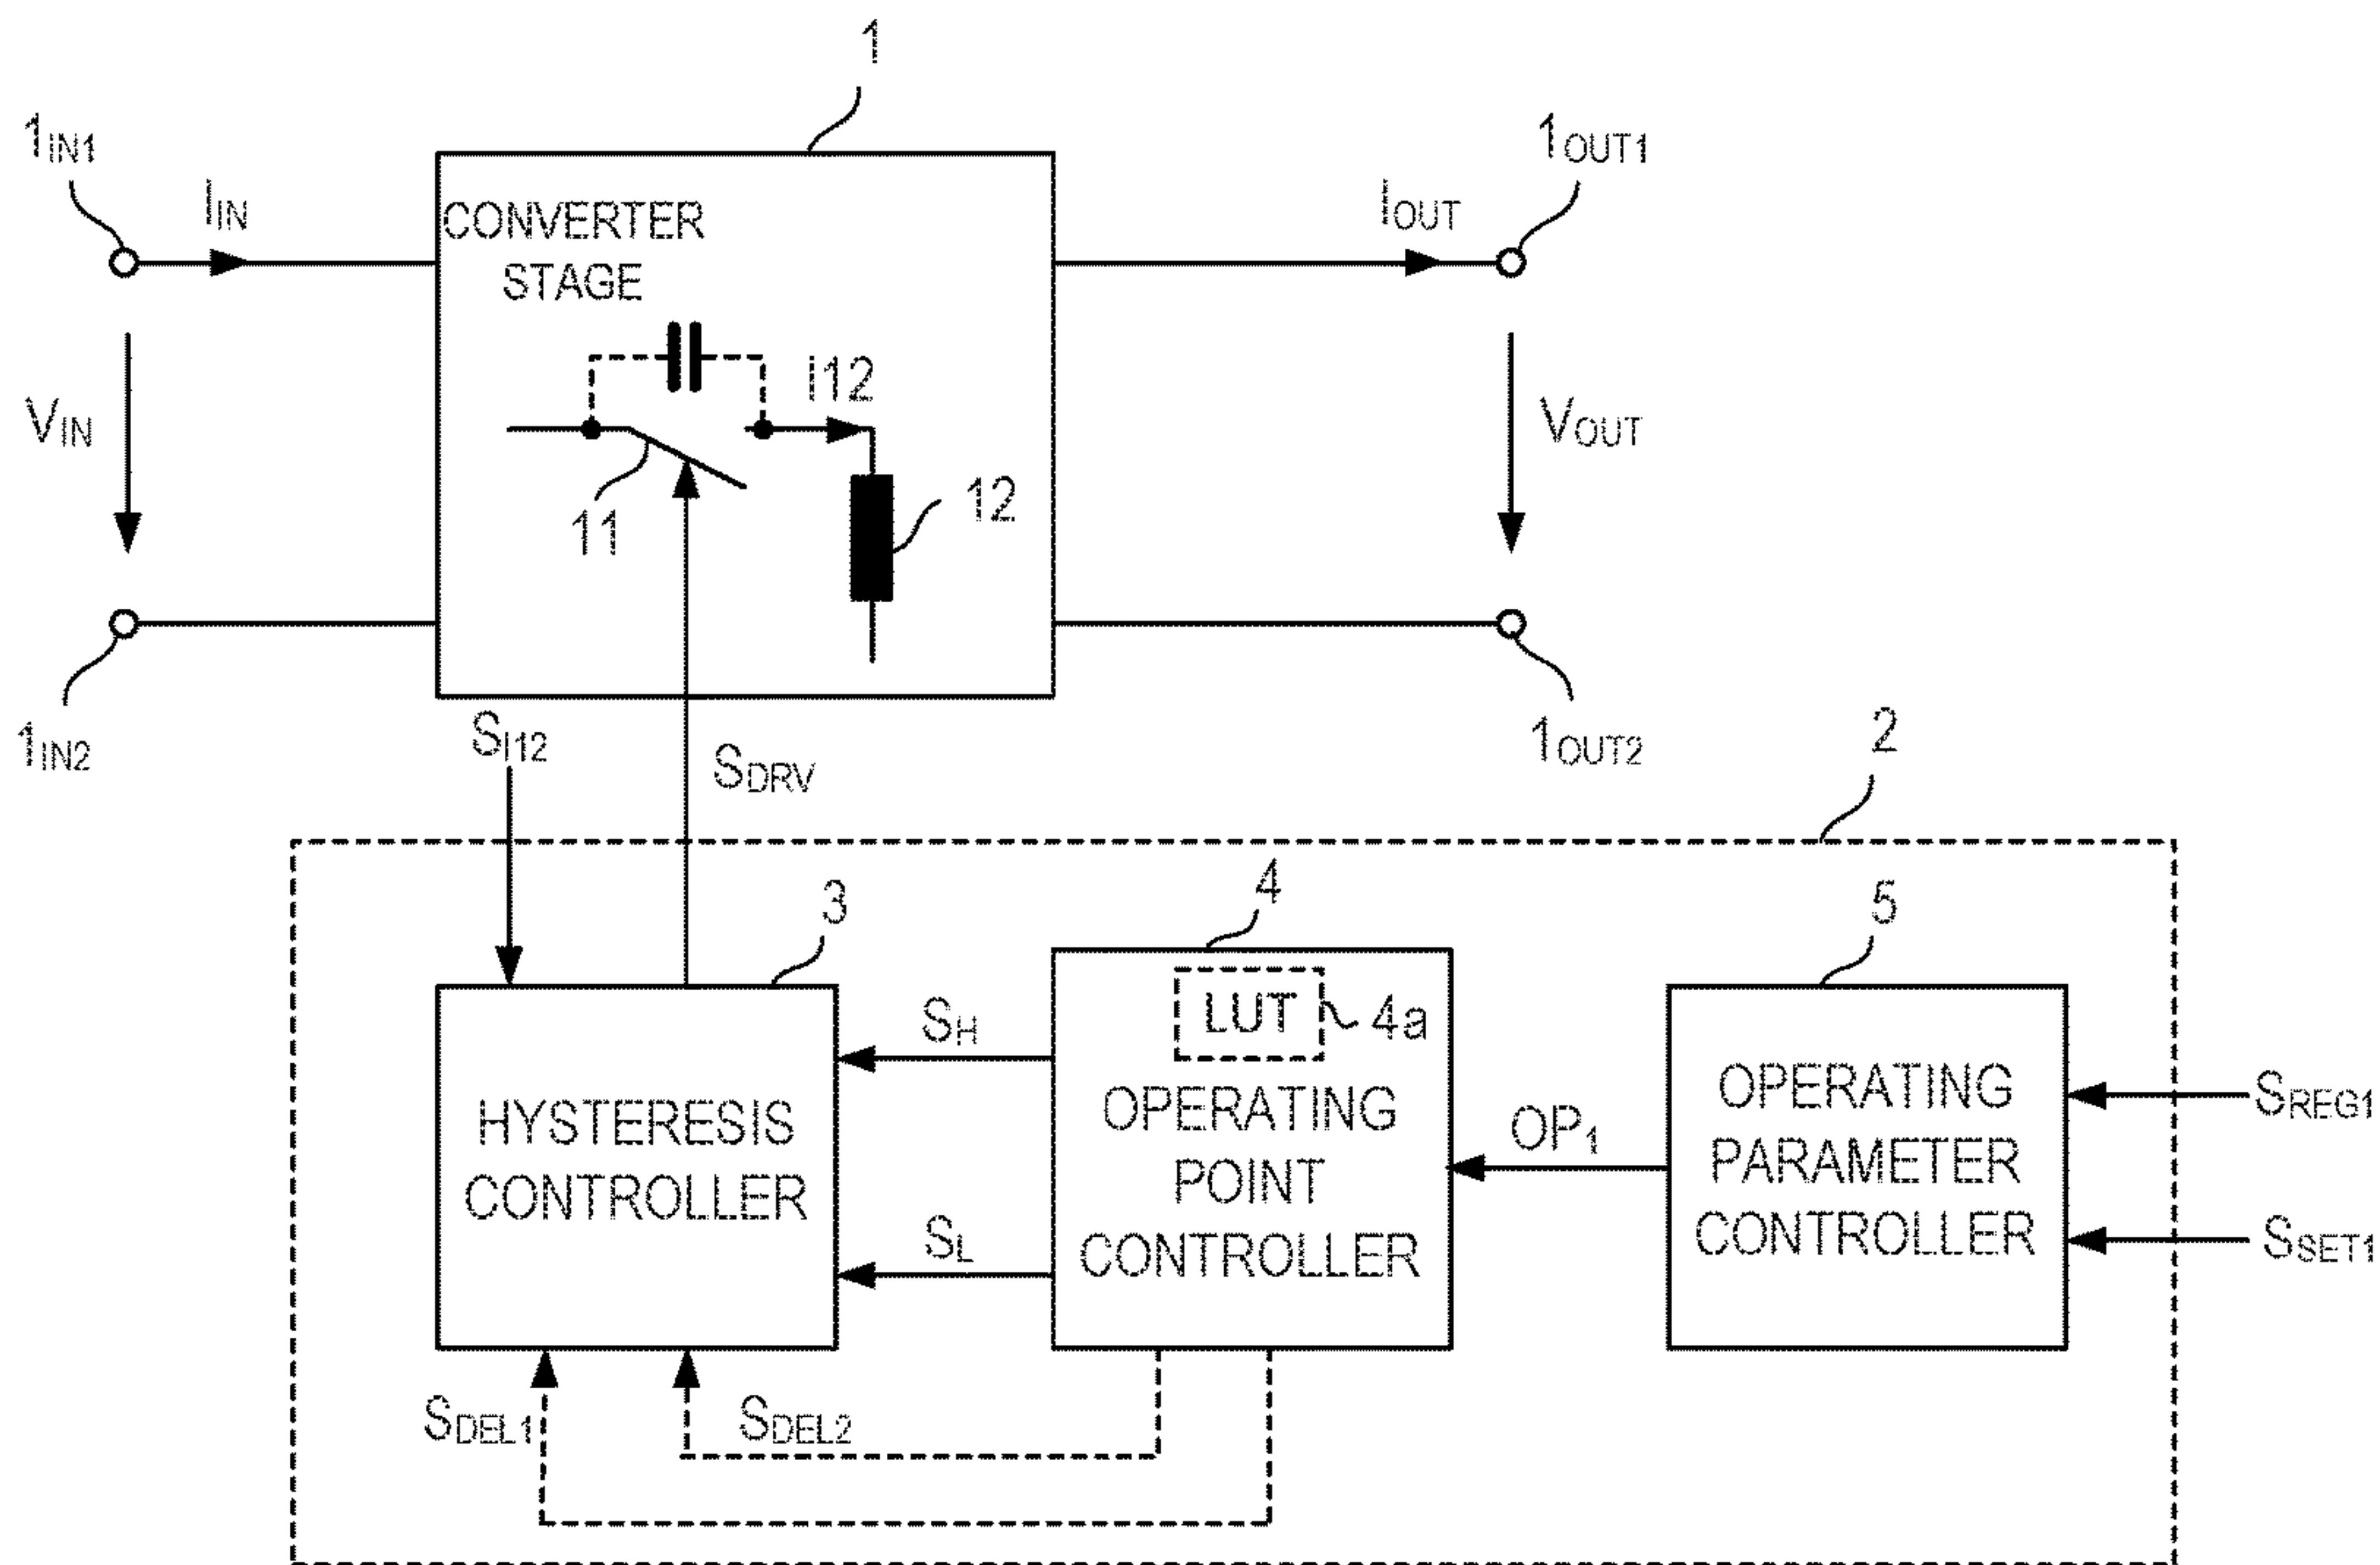 1
1IN1
IIN
CONVERTER
STAGE
IOUT
1OUT1
I12
VIN
VOUT
11
12
1IN2
SI12
SDRV
1OUT2
2
3
4
5
LUT
4a
SH
HYSTERESIS
CONTROLLER
OPERATING
POINT
CONTROLLER
OPERATING
PARAMETER
CONTROLLER
OP1
SREG1
SSET1
SL
SDEL1
SDEL2